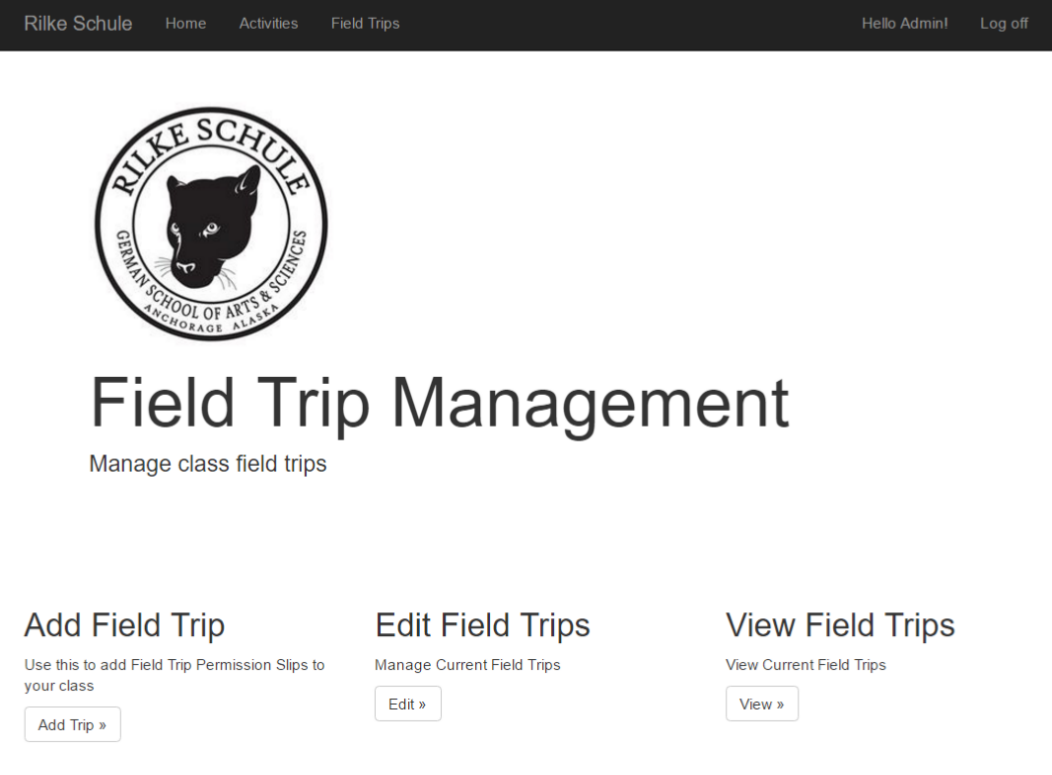 Rilke Schule Home Activities Field Trips Hello Admin! Log off
RILKE SCHULE
GERMAN SCHOOL OF ARTS & SCIENCES
ANCHORAGE ALASKA
Field Trip Management
Manage class field trips
Add Field Trip
Use this to add Field Trip Permission Slips to
your class
Add Trip »
Edit Field Trips
Manage Current Field Trips
Edit »
View Field Trips
View Current Field Trips
View »